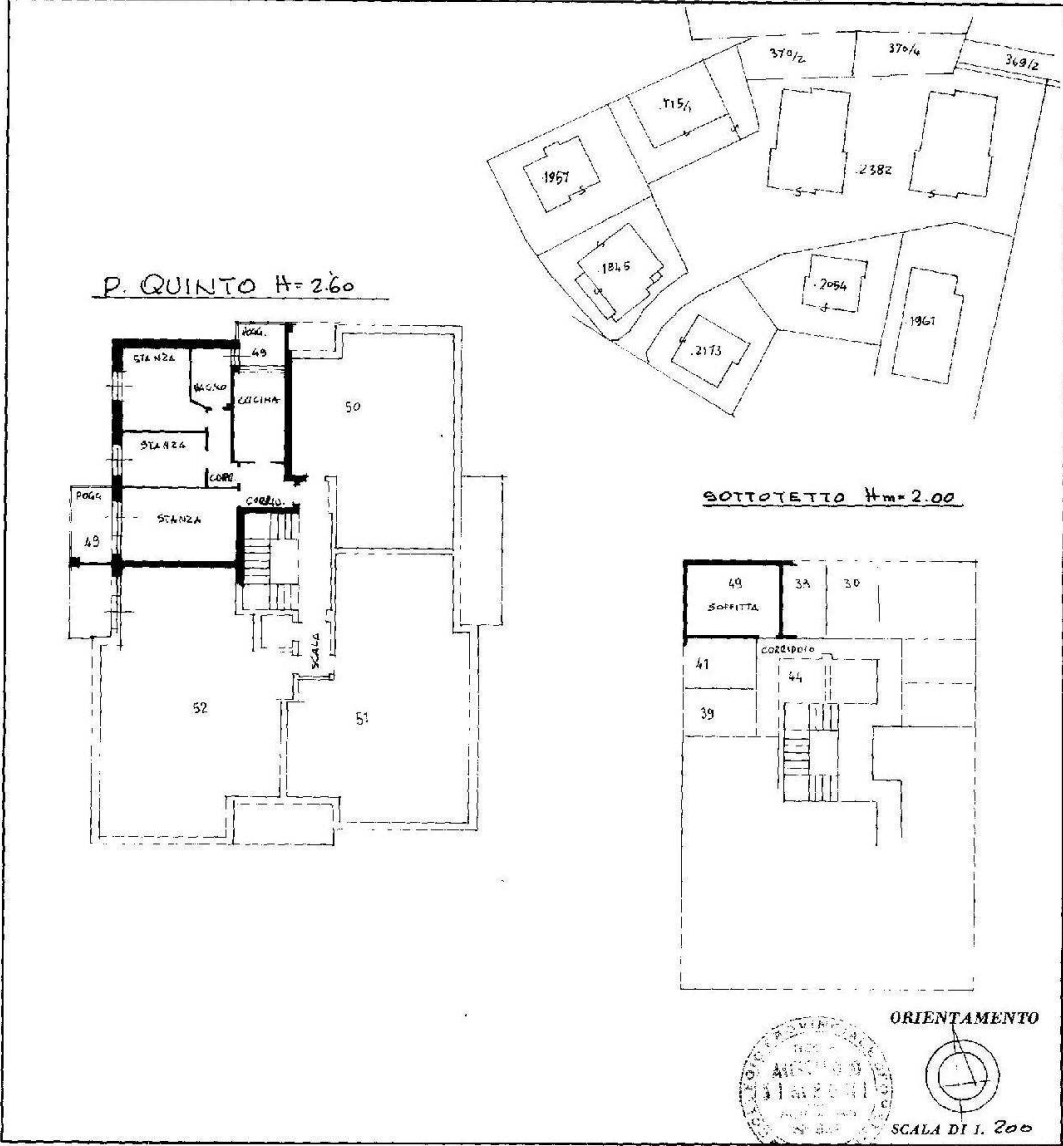 370/2
370/4
369/2
.715/1
.1957
.2382
.1845
.2054
.1961
.2173
P. QUINTO H=2.60
POGG.
49
STANZA
BAGNO
CUCINA
50
STANZA
CORR.
POGG.
49
STANZA
CORRID.
SCALA
52
51
SOTTOTETTO Hm=2.00
49
SOFFITTA
33
30
41
CORRIDOIO
44
39
ORIENTAMENTO
SCALA DI 1. 200